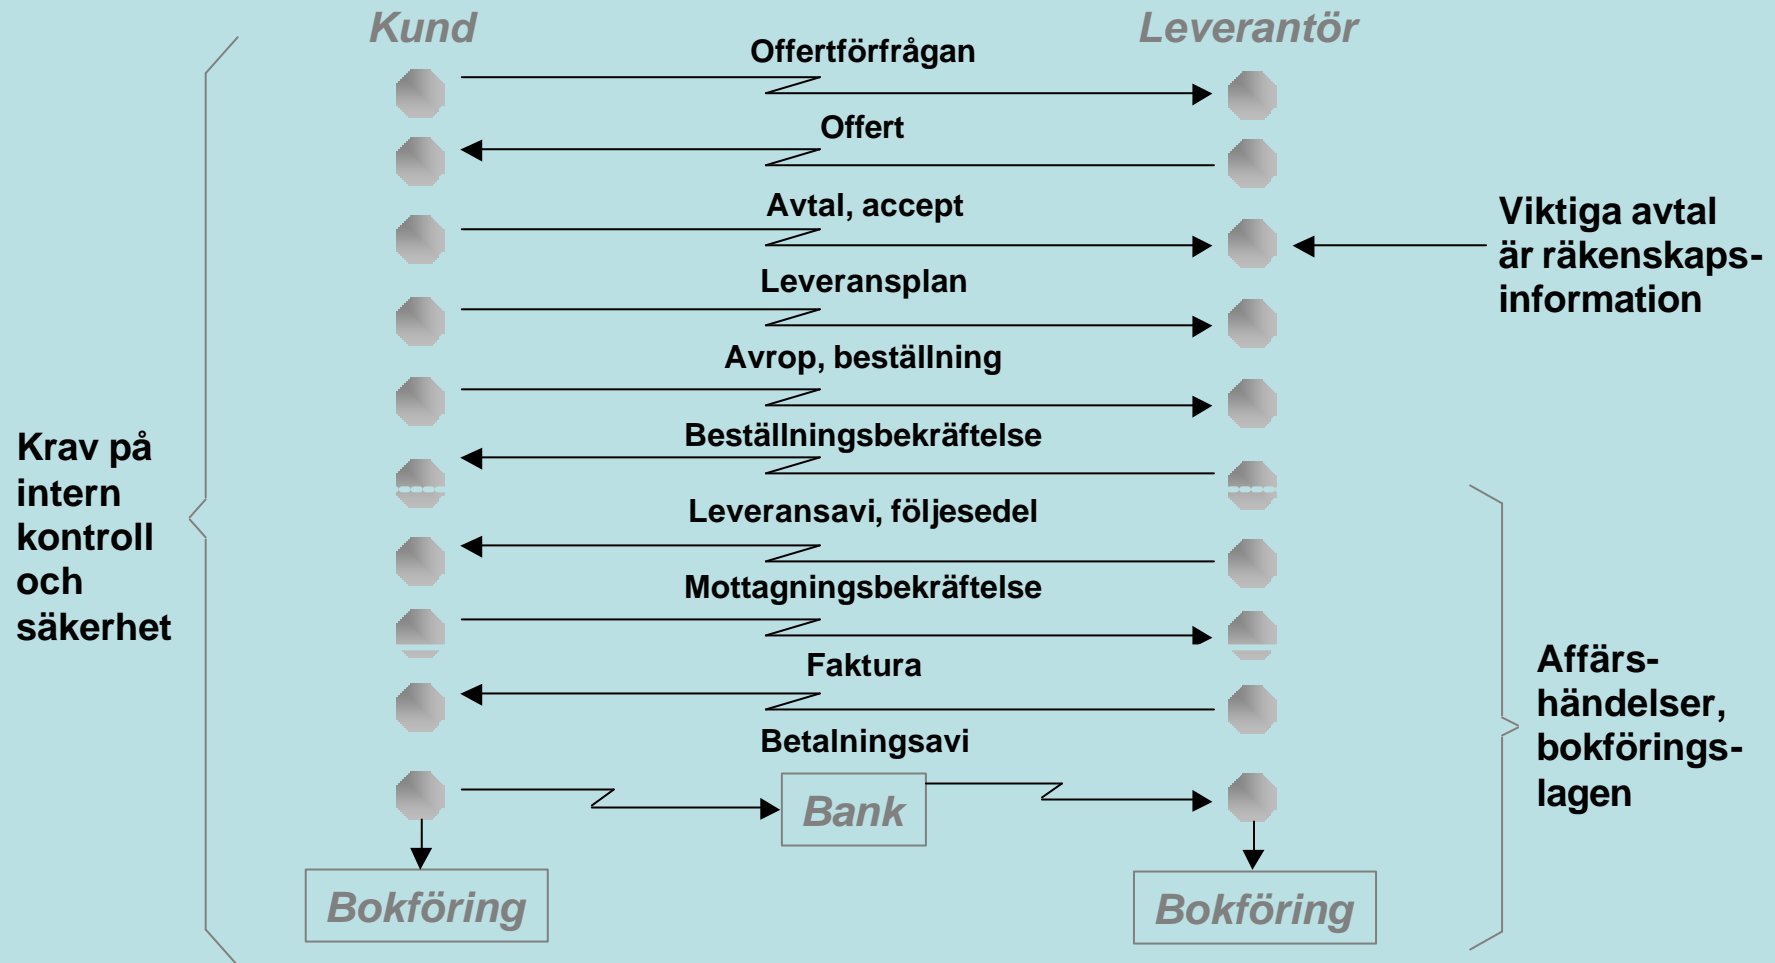 Kund
Leverantör
Offertförfrågan
Offert
Avtal, accept
Viktiga avtal
är räkenskaps-
information
Leveransplan
Avrop, beställning
Beställningsbekräftelse
Krav på
intern
kontroll
och
säkerhet
Leveransavi, följesedel
Mottagningsbekräftelse
Faktura
Affärs-
händelser,
bokförings-
lagen
Betalningsavi
Bank
Bokföring
Bokföring